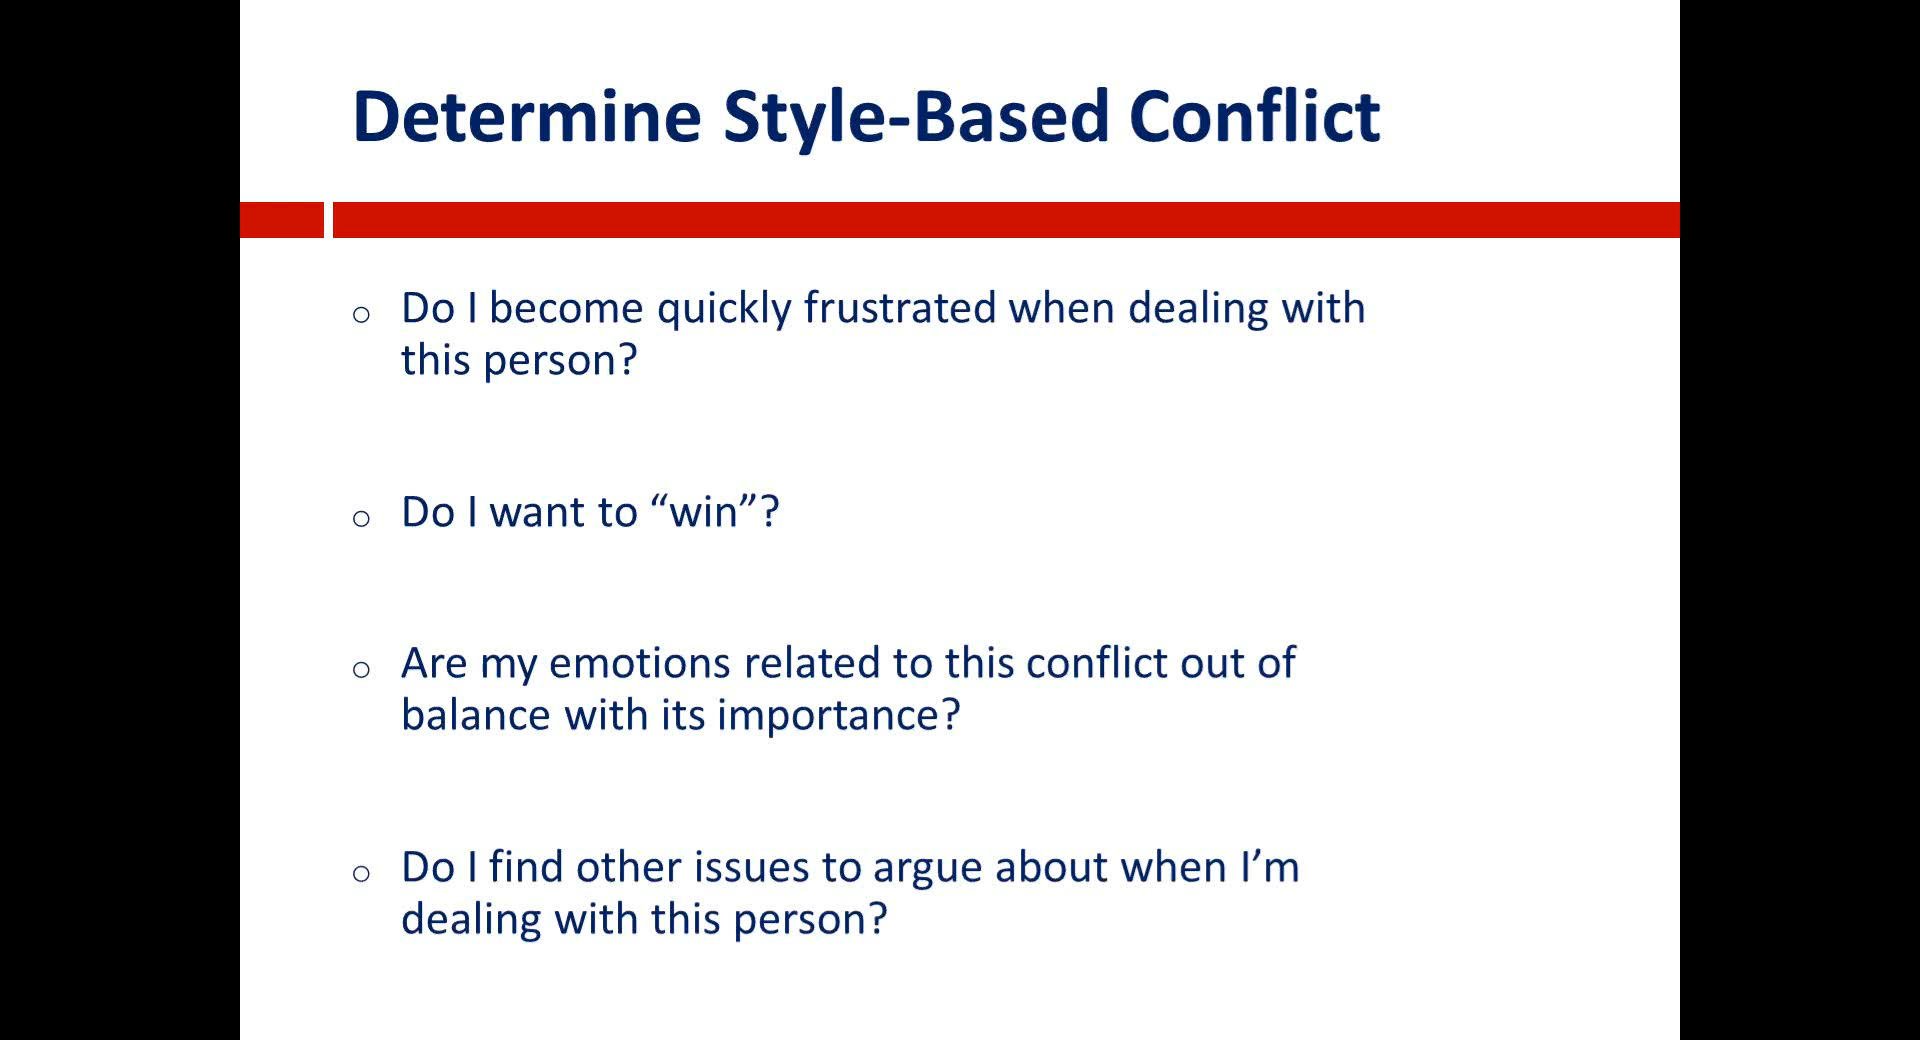 Determine Style-Based Conflict
Do I become quickly frustrated when dealing with
this person?
Do I want to “win”?
Are my emotions related to this conflict out of
balance with its importance?
Do I find other issues to argue about when I’m
dealing with this person?